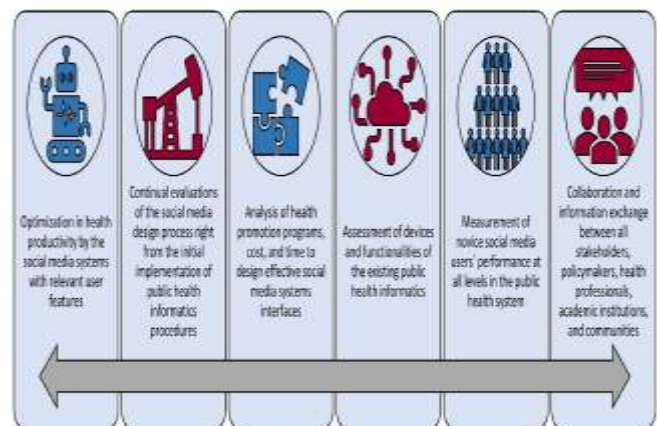 Optimization in health
productivity by the
social media systems
with relevant user
features
Continual evaluations
of the social media
design process right
from the initial
implementation of
public health
informatics
procedures
Analysis of health
promotion programs,
cost, and time to
design effective social
media systems
interfaces
Assessment of devices
and functionalities of
the existing public
health informatics
Measurement of
novice social media
users' performance at
all levels in the public
health system
Collaboration and
information exchange
between all
stakeholders,
policymakers, health
professionals,
academic institutions,
and communities